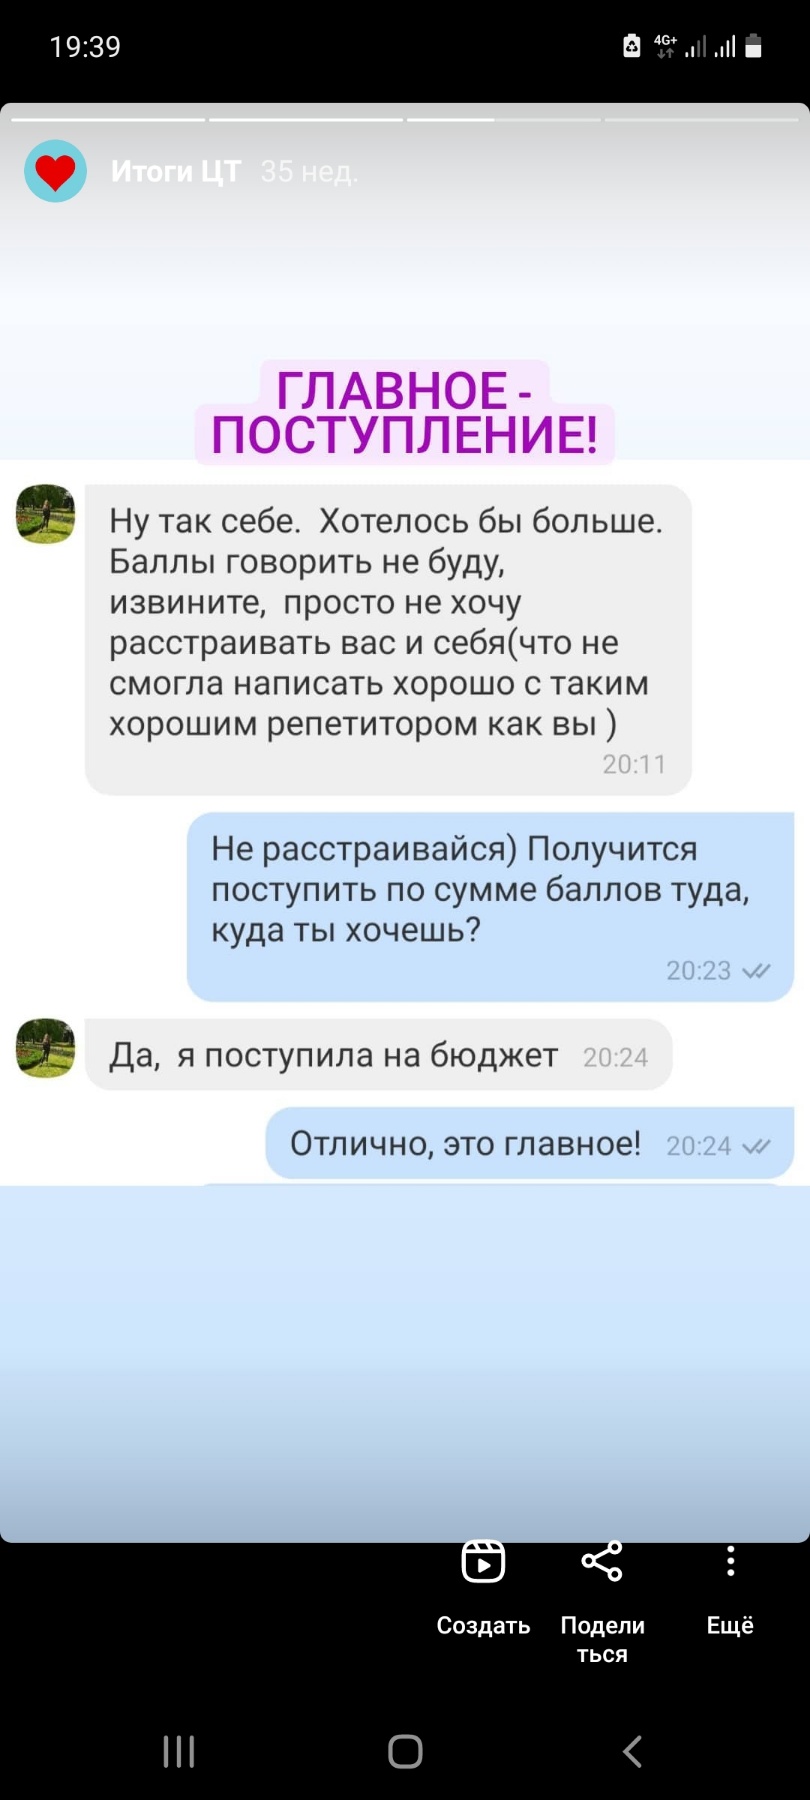 19:39
4G+
Итоги ЦТ 35 нед.
ГЛАВНОЕ -
ПОСТУПЛЕНИЕ!
Ну так себе.  Хотелось бы больше.
Баллы говорить не буду,
извините,  просто не хочу
расстраивать вас и себя(что не
смогла написать хорошо с таким
хорошим репетитором как вы )
20:11
Не расстраивайся) Получится
поступить по сумме баллов туда,
куда ты хочешь?
20:23
Да,  я поступила на бюджет 20:24
Отлично, это главное! 20:24
Создать
Подели
ться
Ещё